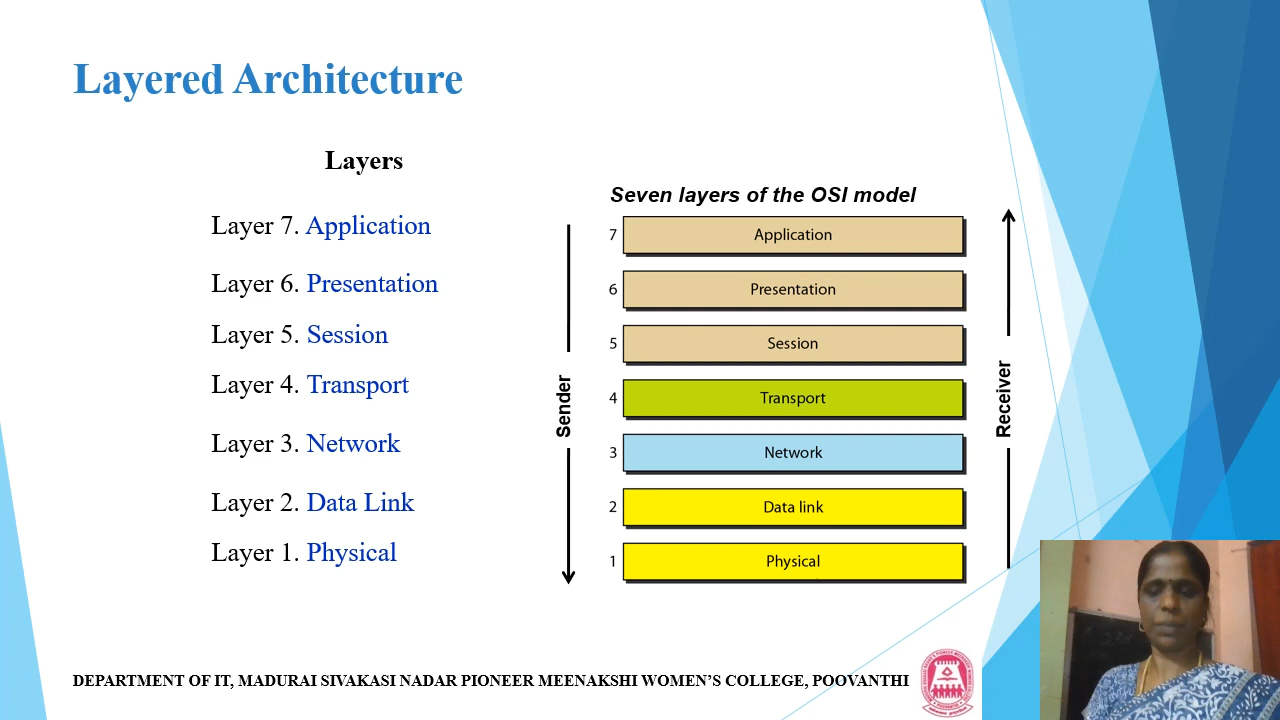 Layered Architecture
Layers
Layer 7. Application
Layer 6. Presentation
Layer 5. Session
Layer 4. Transport
Layer 3. Network
Layer 2. Data Link
Layer 1. Physical
Seven layers of the OSI model
7 Application
6 Presentation
5 Session
4 Transport
3 Network
2 Data link
1 Physical
Sender
Receiver
DEPARTMENT OF IT, MADURAI SIVAKASI NADAR PIONEER MEENAKSHI WOMEN’S COLLEGE, POOVANTHI